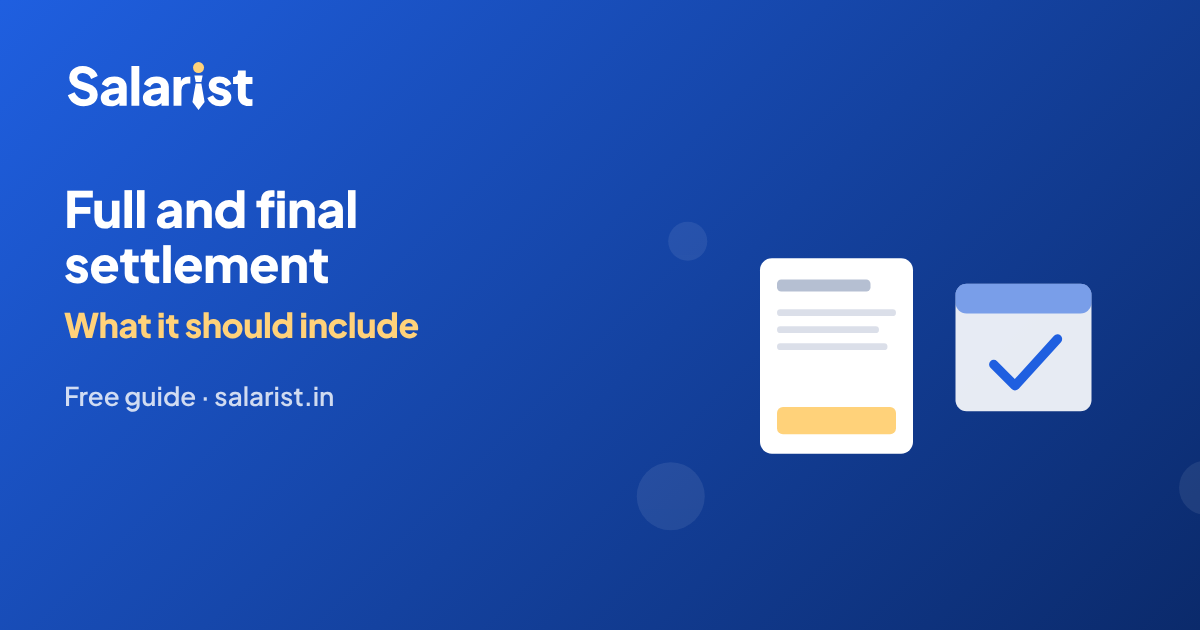 Salarist
Full and final
settlement
What it should include
Free guide · salarist.in